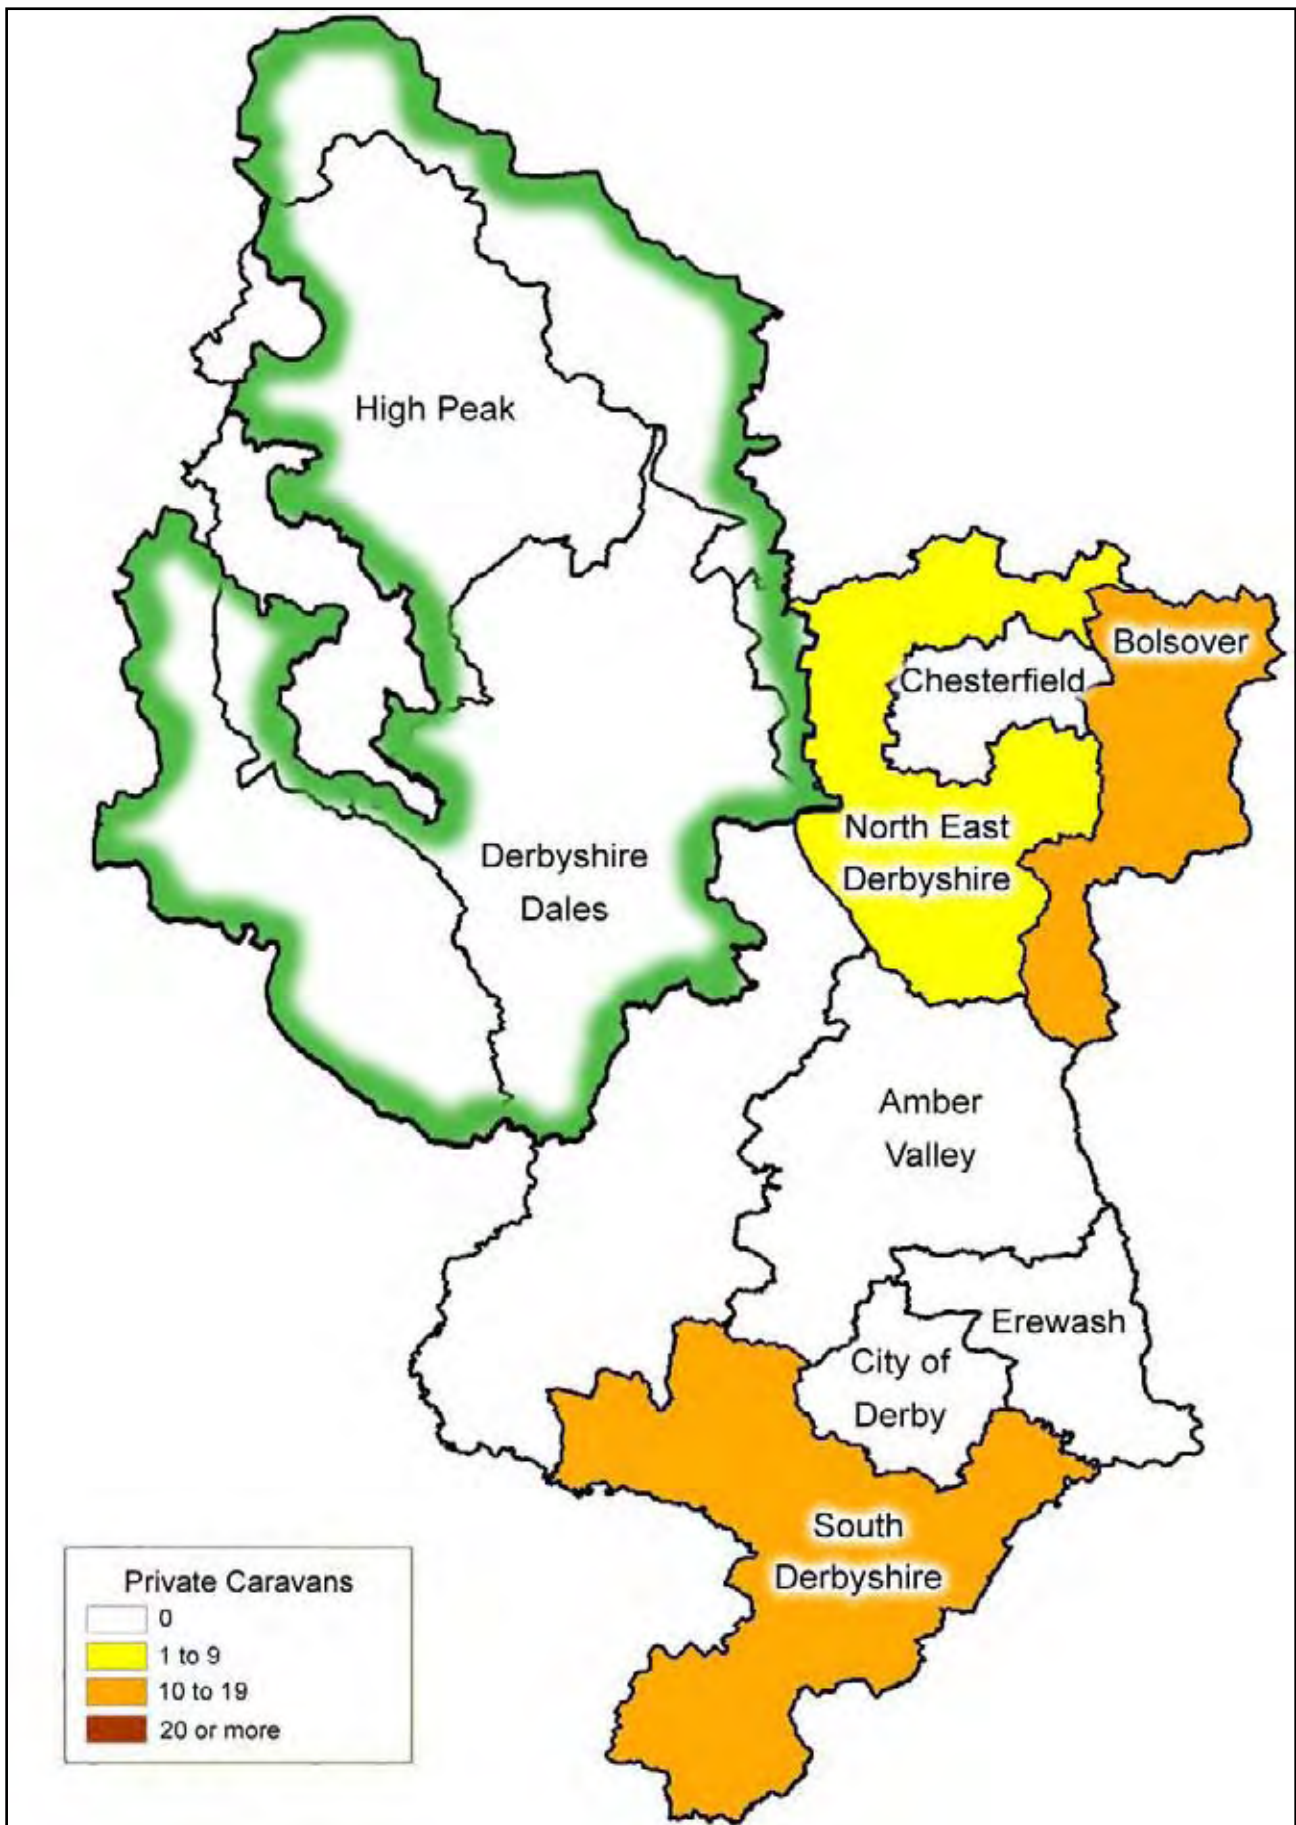 High Peak
Bolsover
Chesterfield
North East
Derbyshire
Derbyshire
Dales
Amber
Valley
Erewash
City of
Derby
South
Derbyshire
Private Caravans
0
1 to 9
10 to 19
20 or more